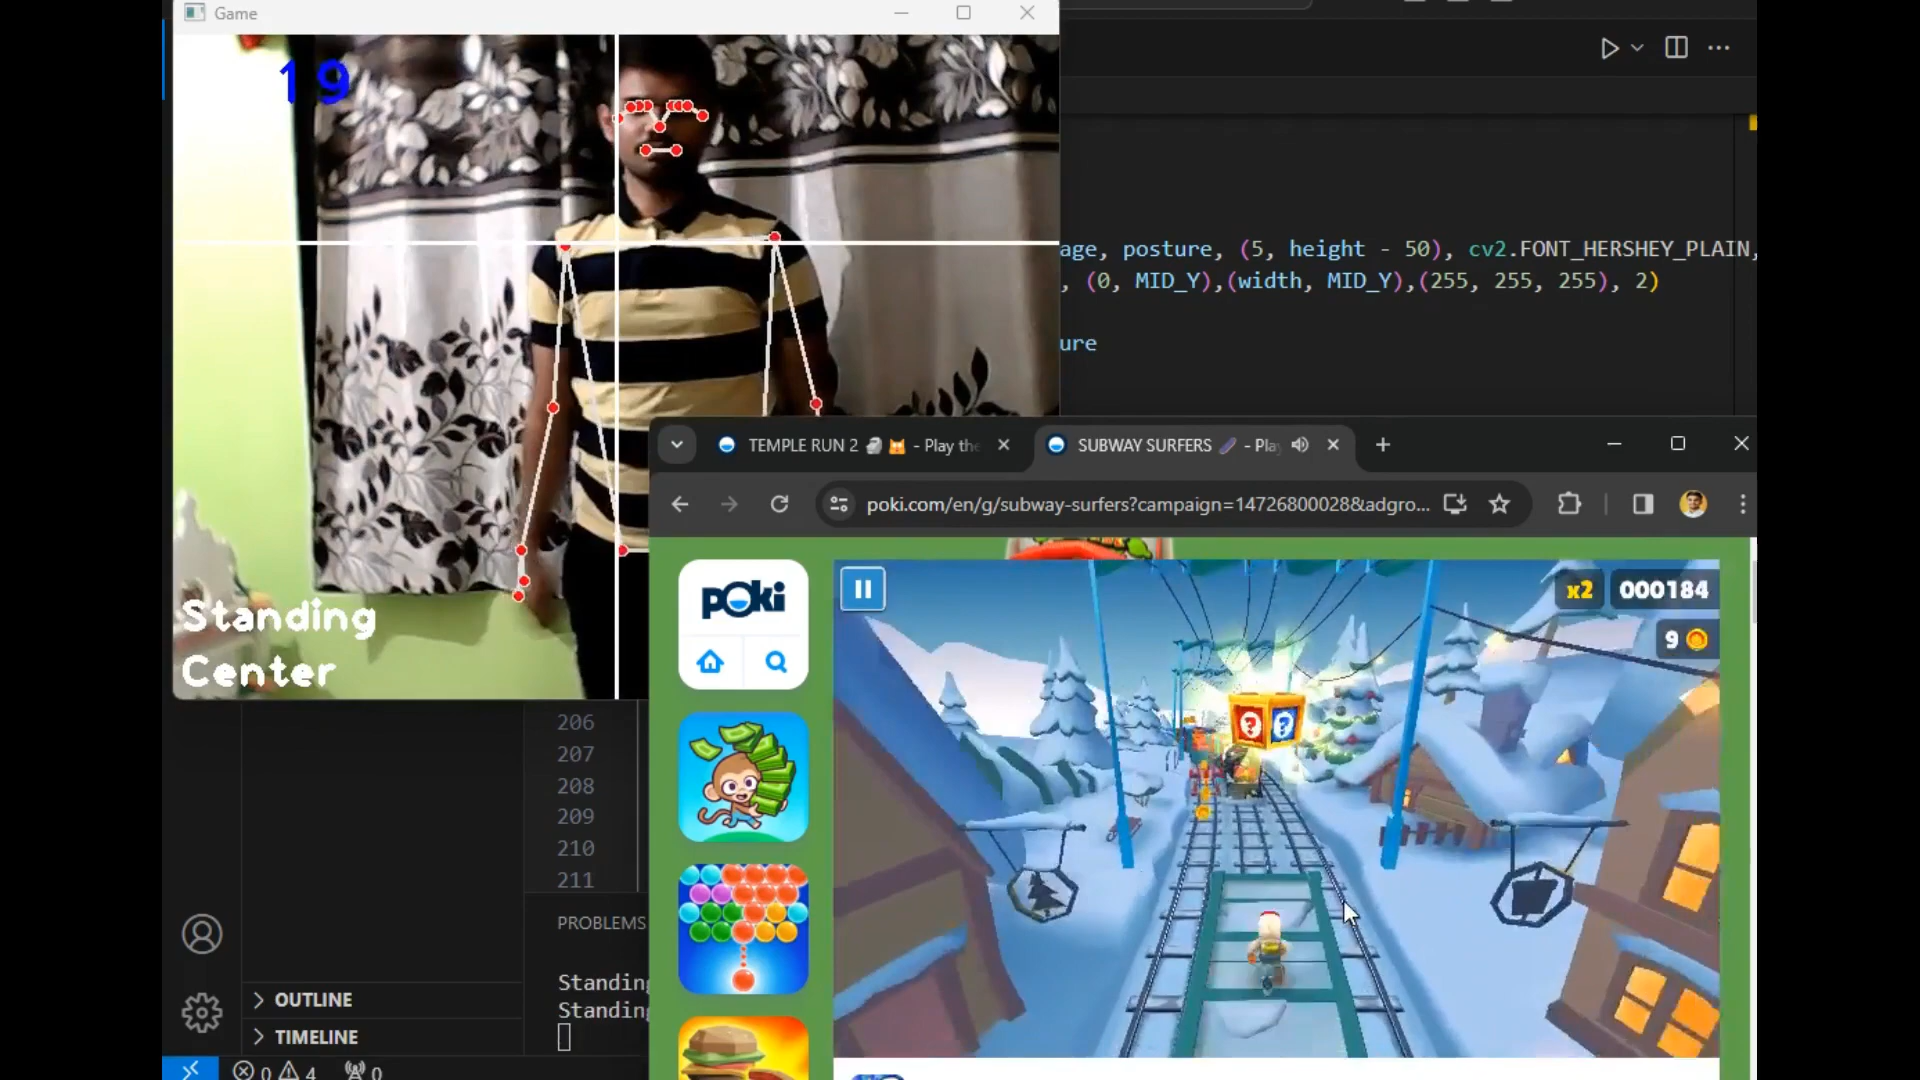 Game
19
Standing
Center
age, posture, (5, height - 50), cv2.FONT_HERSHEY_PLAIN,
, (0, MID_Y),(width, MID_Y),(255, 255, 255), 2)
ure
TEMPLE RUN 2 🗿 🐱 - Play the
SUBWAY SURFERS - Pla
poki.com/en/g/subway-surfers?campaign=14726800028&adgro...
POKi
x2
000184
9
206
207
208
209
210
211
PROBLEMS
Standing
Standing
OUTLINE
TIMELINE
0
4
0